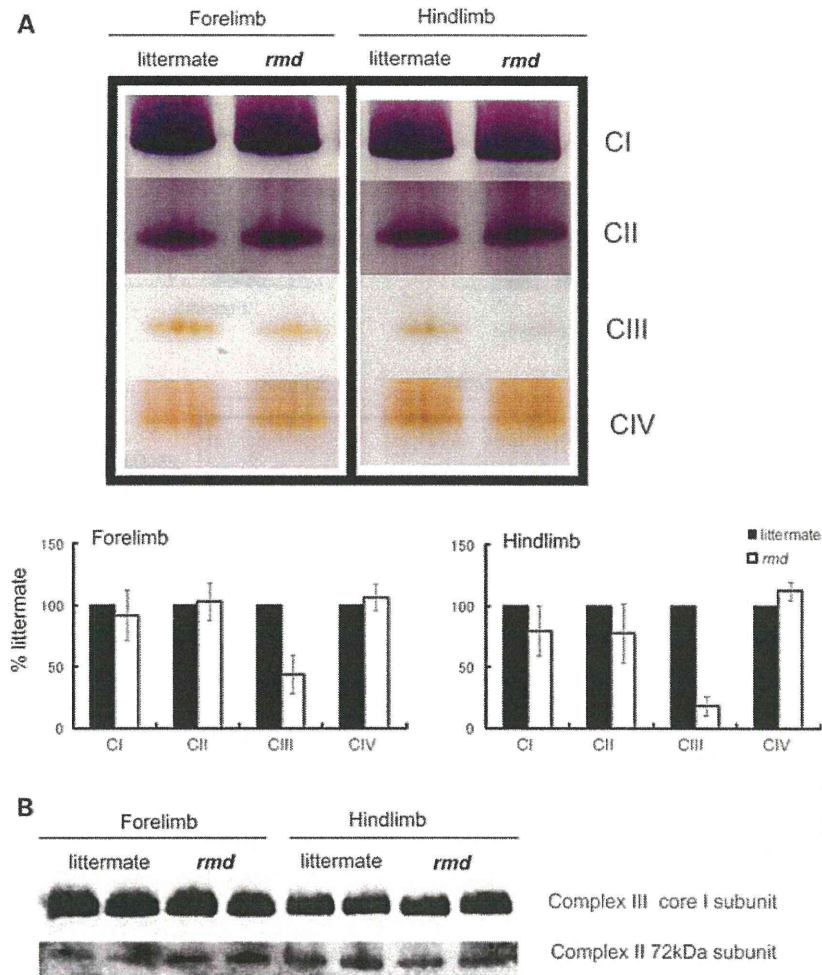 A
Forelimb Hindlimb
littermate rmd littermate rmd
CI
CII
CIII
CIV
Forelimb
% littermate
150
100
50
0
CI CII CIII CIV
Hindlimb
littermate
rmd
150
100
50
0
CI CII CIII CIV
B
Forelimb Hindlimb
littermate rmd littermate rmd
Complex III core I subunit
Complex II 72kDa subunit